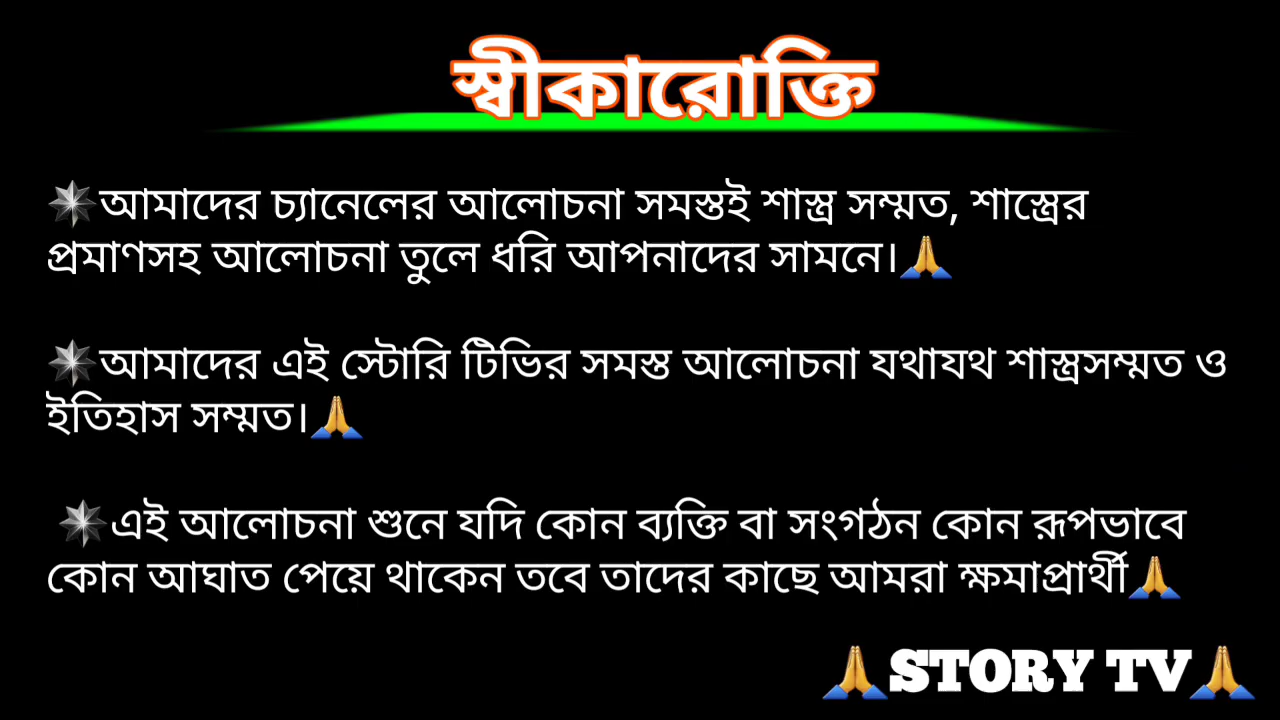 স্বীকারোক্তি
আমাদের চ্যানেলের আলোচনা সমস্তই শাস্ত্র সম্মত, শাস্ত্রের
প্রমাণসহ আলোচনা তুলে ধরি আপনাদের সামনে।🙏
আমাদের এই স্টোরি টিভির সমস্ত আলোচনা যথাযথ শাস্ত্রসম্মত ও
ইতিহাস সম্মত।🙏
এই আলোচনা শুনে যদি কোন ব্যক্তি বা সংগঠন কোন রূপভাবে
কোন আঘাত পেয়ে থাকেন তবে তাদের কাছে আমরা ক্ষমাপ্রার্থী🙏
🙏STORY TV🙏